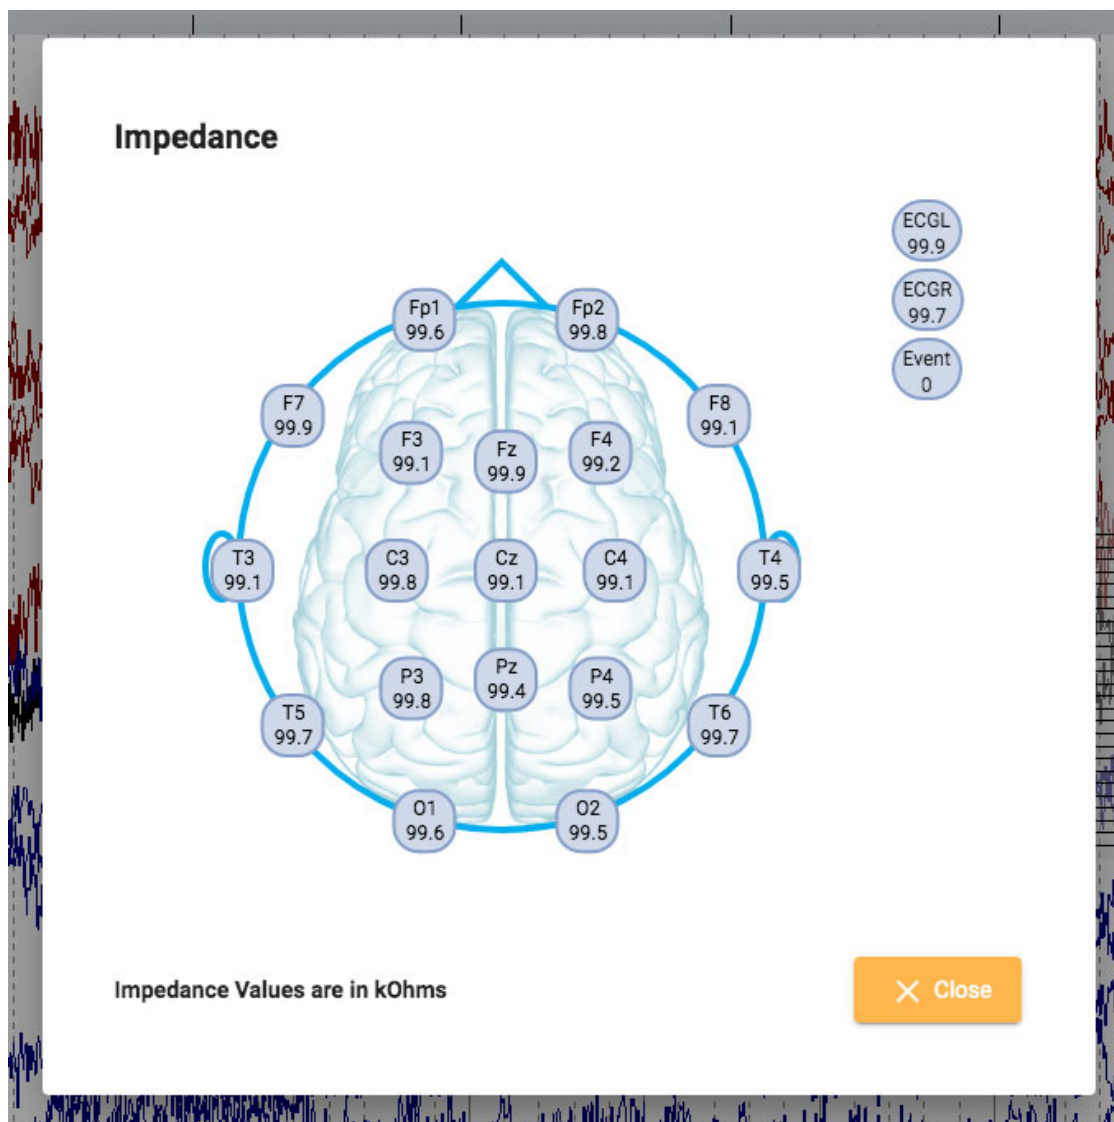 Impedance
ECGL
99.9
ECGR
99.7
Event
0
Fp1
99.6
Fp2
99.8
F7
99.9
F3
99.1
Fz
99.9
F4
99.2
F8
99.1
T3
99.1
C3
99.8
Cz
99.1
C4
99.1
T4
99.5
T5
99.7
P3
99.8
Pz
99.4
P4
99.5
T6
99.7
O1
99.6
O2
99.5
Impedance Values are in kOhms
Close